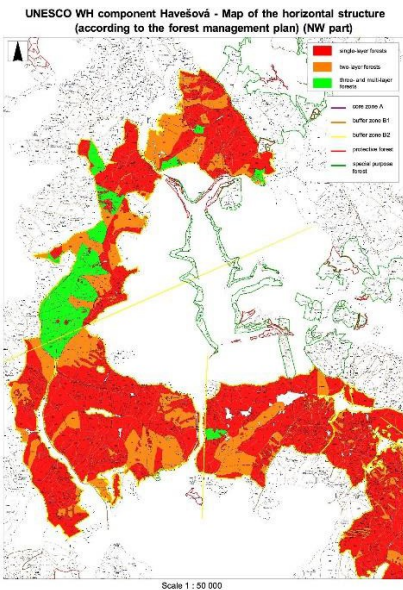 UNESCO WH component Havešová - Map of the horizontal structure
(according to the forest management plan) (NW part)
single-layer forests
two-layer forests
three- and multi-layer
forests
core zone A
buffer zone B1
buffer zone B2
protective forest
special purpose
forest
Scale 1 : 50 000